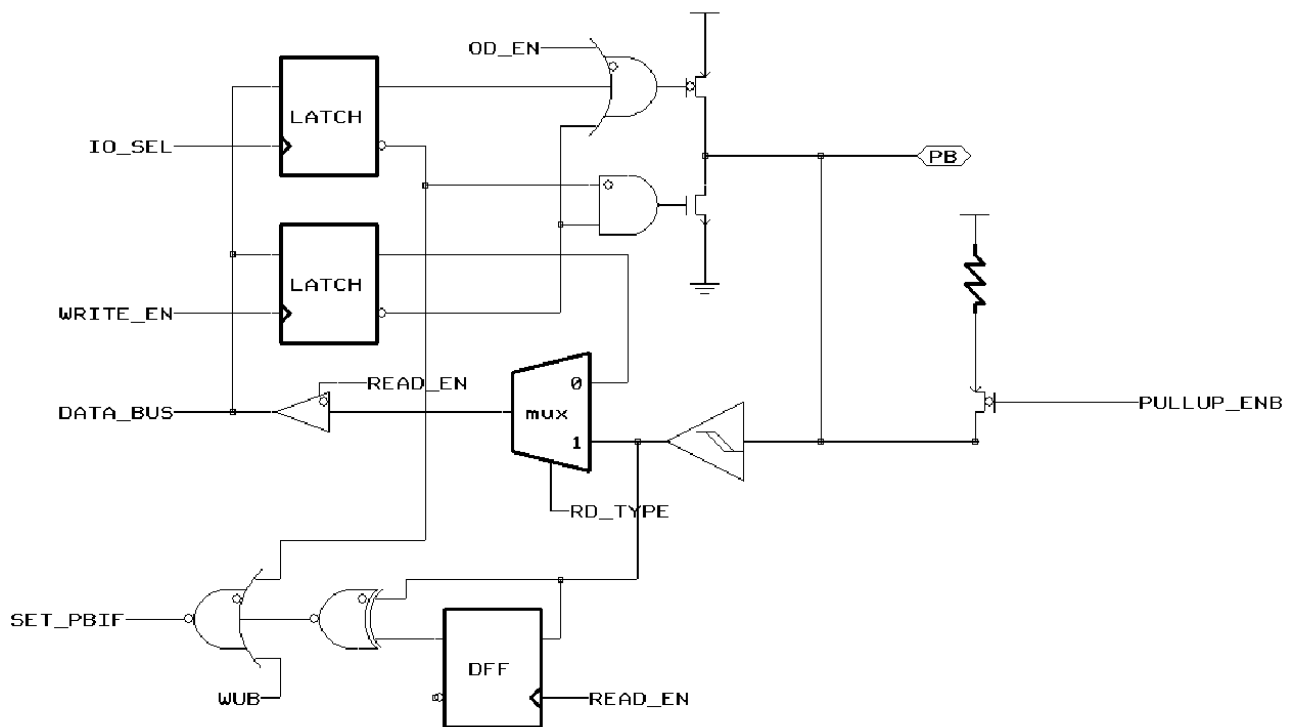 OD_EN
LATCH
IO_SEL
PB
LATCH
WRITE_EN
READ_EN
0
DATA_BUS
mux
PULLUP_ENB
1
RD_TYPE
SET_PBIF
DFF
WUB
READ_EN